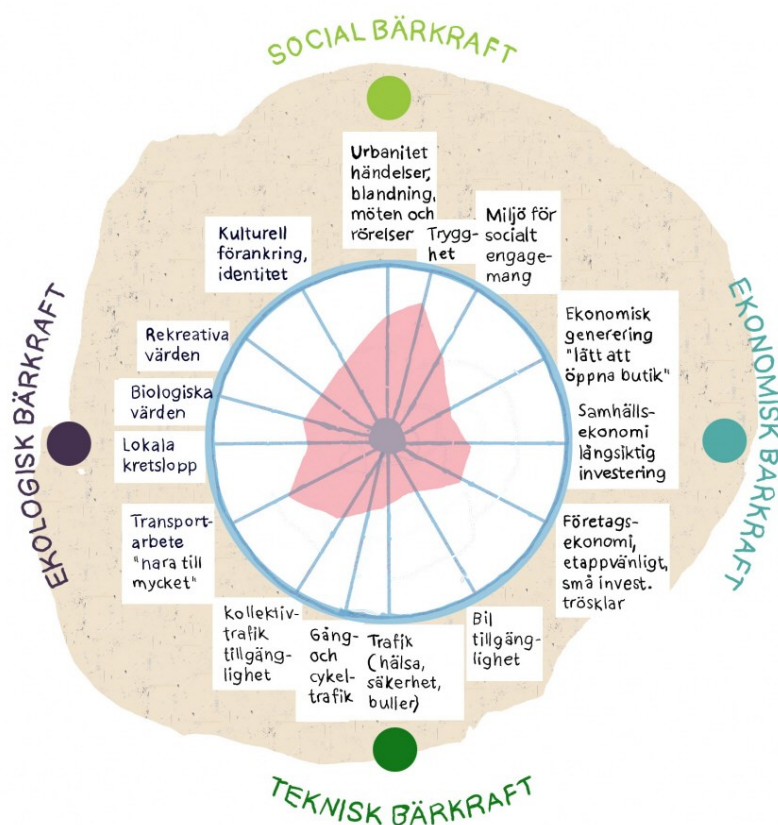 SOCIAL BÄRKRAFT
Urbanitet
händelser,
blandning,
möten och
rörelser
Trygg-
het
Miljö för
socialt
engage-
mang
Kulturell
förankring,
identitet
Ekonomisk
generering
"lätt att
öppna butik"
Samhälls-
ekonomi
långsiktig
investering
Företags-
ekonomi,
etappvänligt,
små invest.
trösklar
EKONOMISK BÄRKRAFT
Rekreativa
värden
Biologiska
värden
Lokala
kretslopp
Transport-
arbete
"nara till
mycket"
EKOLOGISK BÄRKRAFT
Kollektiv-
trafik
tillgäng-
lighet
Gång-
och
cykel-
trafik
Trafik
(hälsa,
säkerhet,
buller)
Bil
tillgäng-
lighet
TEKNISK BÄRKRAFT